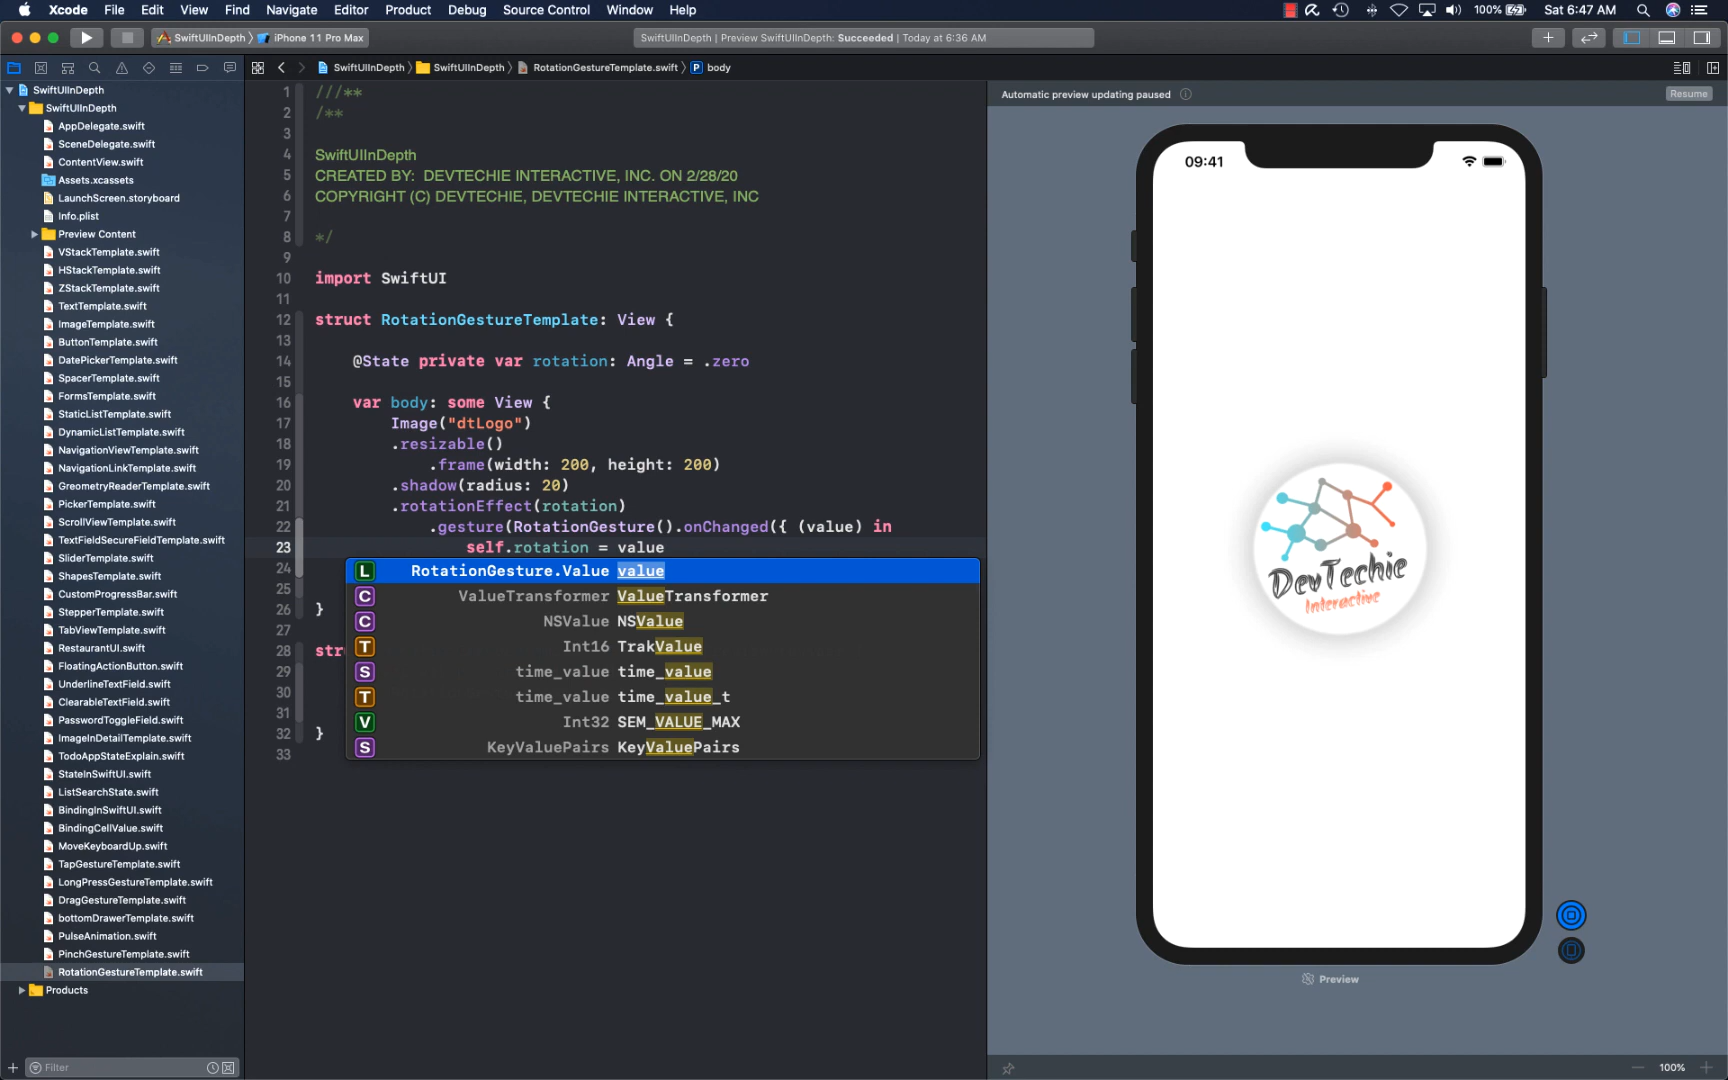 Xcode File Edit View Find Navigate Editor Product Debug Source Control Window Help 100% Sat 6:47 AM
SwiftUIInDepth iPhone 11 Pro Max SwiftUIInDepth | Preview SwiftUIInDepth: Succeeded | Today at 6:36 AM
SwiftUIInDepth SwiftUIInDepth RotationGestureTemplate.swift body
SwiftUIInDepth
SwiftUIInDepth
AppDelegate.swift
SceneDelegate.swift
ContentView.swift
Assets.xcassets
LaunchScreen.storyboard
Info.plist
Preview Content
VStackTemplate.swift
HStackTemplate.swift
ZStackTemplate.swift
TextTemplate.swift
ImageTemplate.swift
ButtonTemplate.swift
DatePickerTemplate.swift
SpacerTemplate.swift
FormsTemplate.swift
StaticListTemplate.swift
DynamicListTemplate.swift
NavigationViewTemplate.swift
NavigationLinkTemplate.swift
GreometryReaderTemplate.swift
PickerTemplate.swift
ScrollViewTemplate.swift
TextFieldSecureFieldTemplate.swift
SliderTemplate.swift
ShapesTemplate.swift
CustomProgressBar.swift
StepperTemplate.swift
TabViewTemplate.swift
RestaurantUI.swift
FloatingActionButton.swift
UnderlineTextField.swift
ClearableTextField.swift
PasswordToggleField.swift
ImageInDetailTemplate.swift
TodoAppStateExplain.swift
StateInSwiftUI.swift
ListSearchState.swift
BindingInSwiftUI.swift
BindingCellValue.swift
MoveKeyboardUp.swift
TapGestureTemplate.swift
LongPressGestureTemplate.swift
DragGestureTemplate.swift
bottomDrawerTemplate.swift
PulseAnimation.swift
PinchGestureTemplate.swift
RotationGestureTemplate.swift
Products
Filter
1 ///**
2 /**
3
4 SwiftUIInDepth
5 CREATED BY: DEVTECHIE INTERACTIVE, INC. ON 2/28/20
6 COPYRIGHT (C) DEVTECHIE, DEVTECHIE INTERACTIVE, INC
7
8 */
9
10 import SwiftUI
11
12 struct RotationGestureTemplate: View {
13
14 @State private var rotation: Angle = .zero
15
16 var body: some View {
17 Image("dtLogo")
18 .resizable()
19 .frame(width: 200, height: 200)
20 .shadow(radius: 20)
21 .rotationEffect(rotation)
22 .gesture(RotationGesture().onChanged({ (value) in
23 self.rotation = value
24 L RotationGesture.Value value
25 C ValueTransformer ValueTransformer
26 } C NSValue NSValue
27 T Int16 TrakValue
28 str
29 S time_value time_value
30 T time_value time_value_t
31 V Int32 SEM_VALUE_MAX
32 } S KeyValuePairs KeyValuePairs
33
Automatic preview updating paused Resume
09:41
DevTechie
Interactive
Preview
100%